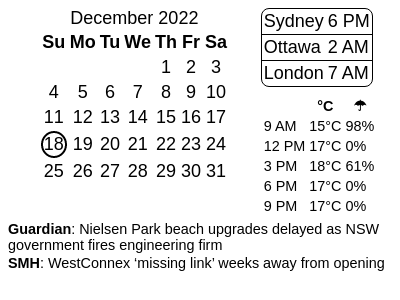 December 2022
Su Mo Tu We Th Fr Sa
1 2 3
4 5 6 7 8 9 10
11 12 13 14 15 16 17
18 19 20 21 22 23 24
25 26 27 28 29 30 31
Sydney 6 PM
Ottawa 2 AM
London 7 AM
°C ☂
9 AM 15°C 98%
12 PM 17°C 0%
3 PM 18°C 61%
6 PM 17°C 0%
9 PM 17°C 0%
Guardian: Nielsen Park beach upgrades delayed as NSW
government fires engineering firm
SMH: WestConnex ‘missing link’ weeks away from opening